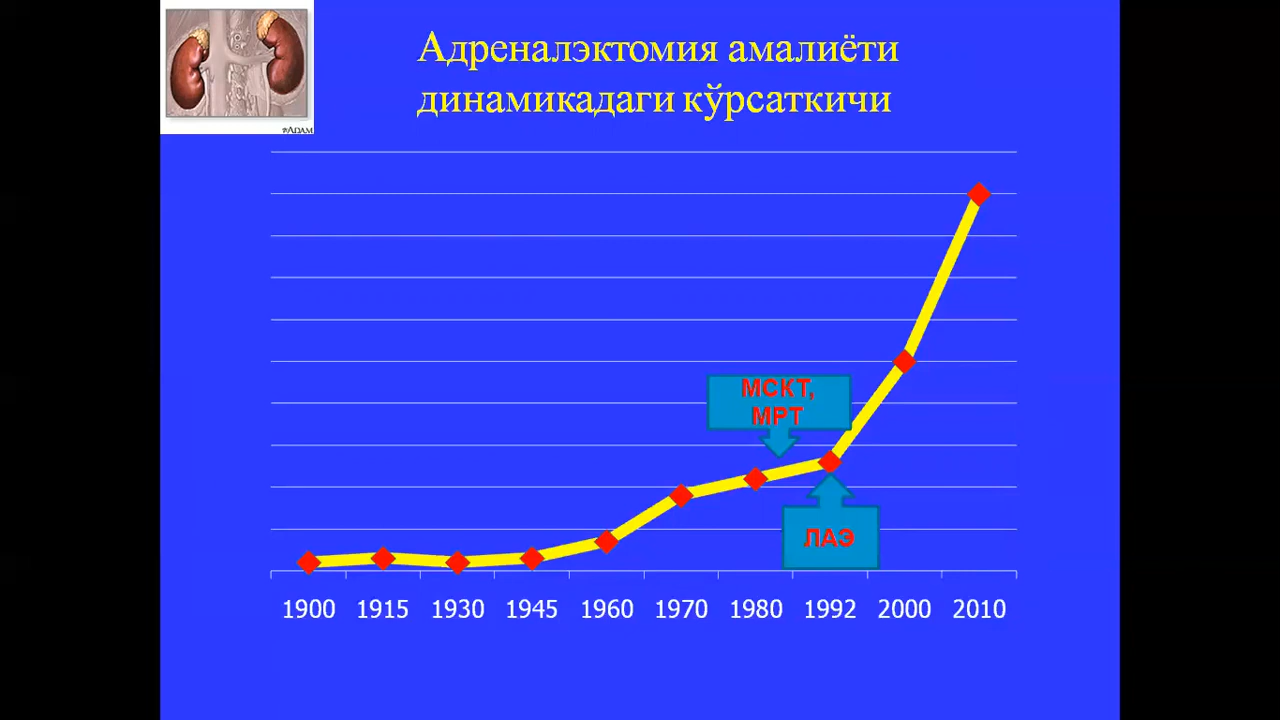 Адреналэктомия амалиёти
динамикадаги кўрсаткичи
МСКТ,
МРТ
ЛАЭ
1900 1915 1930 1945 1960 1970 1980 1992 2000 2010